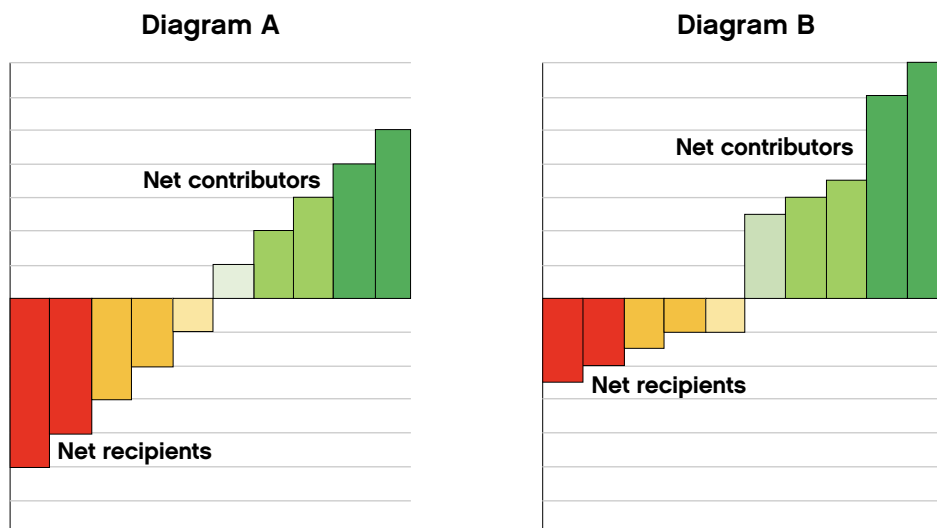 Diagram A
Net contributors
Net recipients
Diagram B
Net contributors
Net recipients